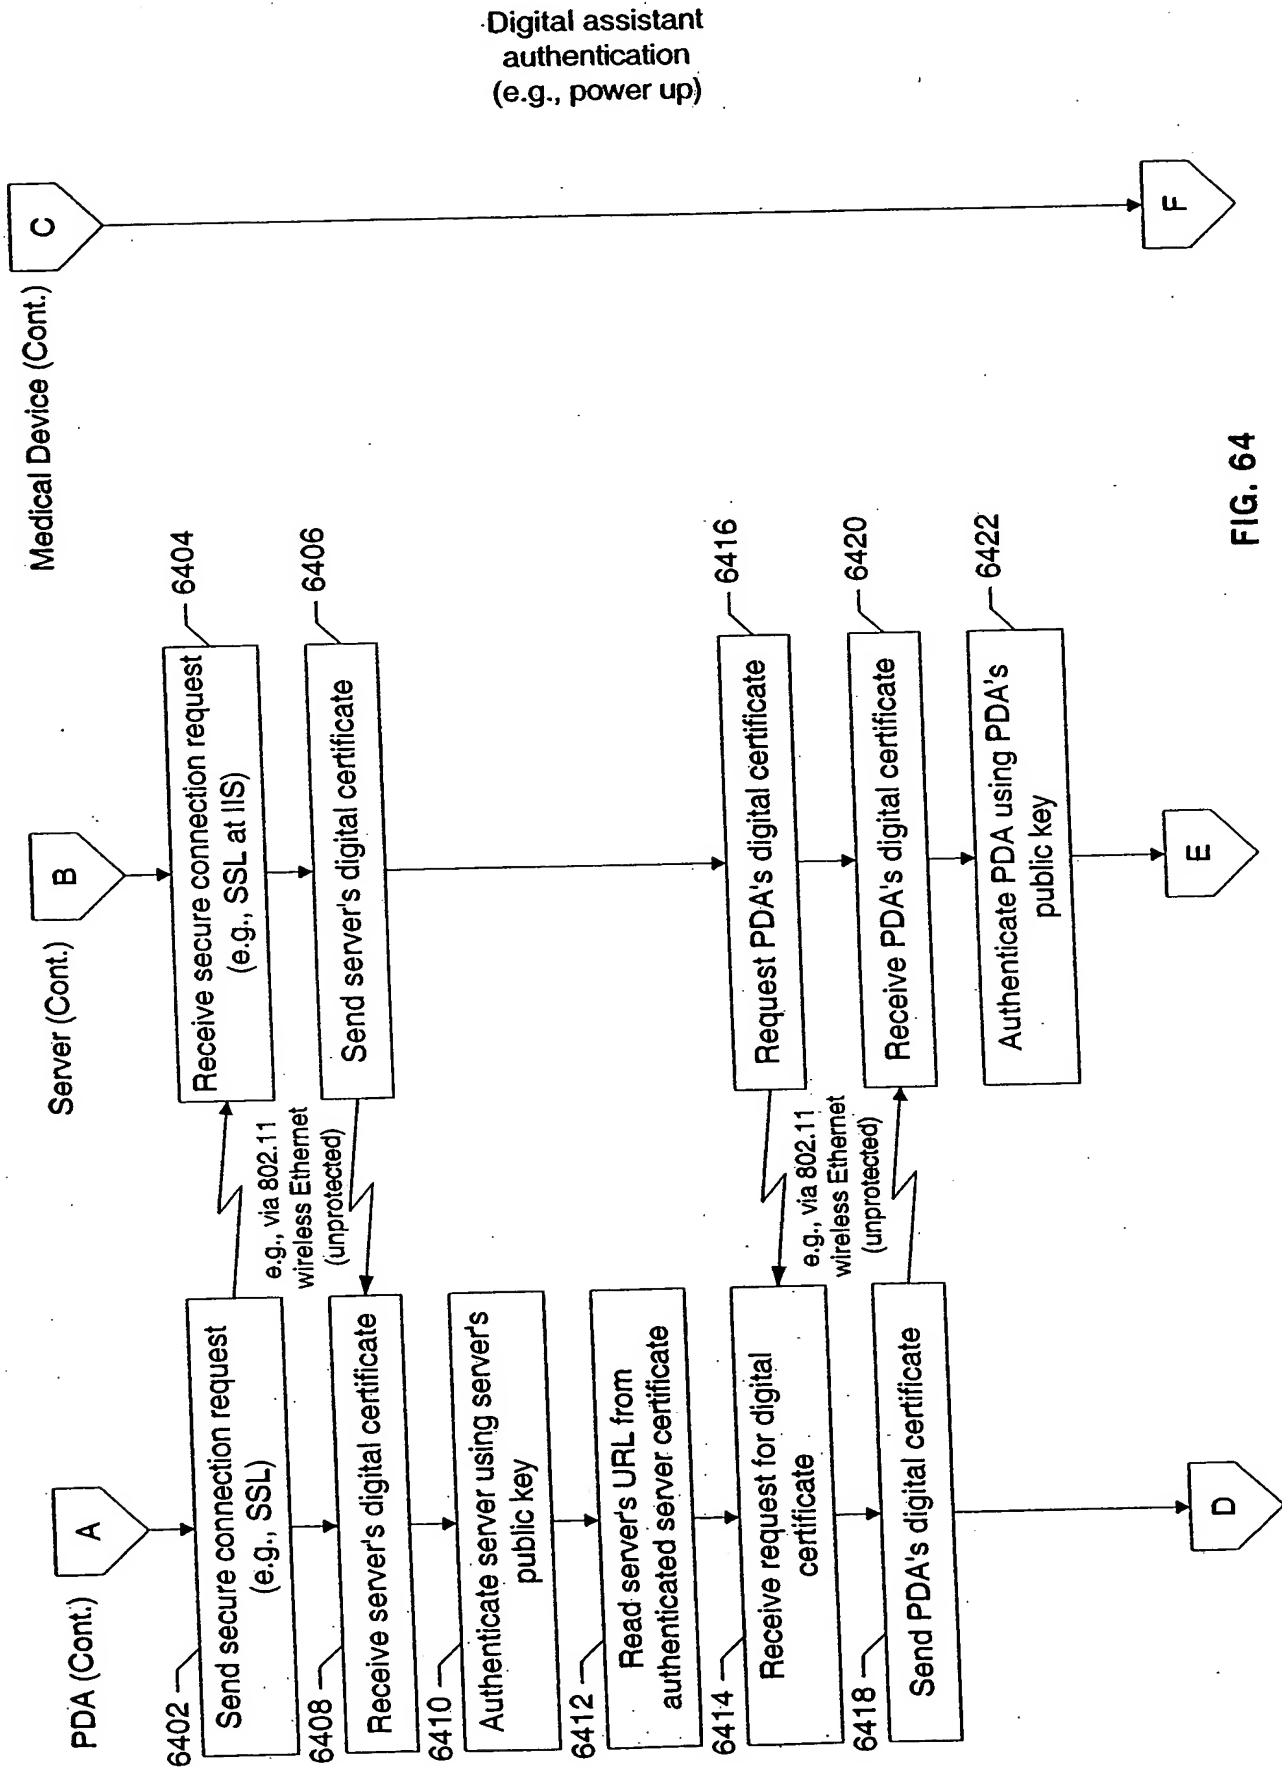 Digital assistant
authentication
(e.g., power up)
PDA (Cont.)
A
6402
Send secure connection request
(e.g., SSL)
6408
Receive server's digital certificate
6410
Authenticate server using server's
public key
6412
Read server's URL from
authenticated server certificate
6414
Receive request for digital
certificate
6418
Send PDA's digital certificate
D
e.g., via 802.11
wireless Ethernet
(unprotected)
e.g., via 802.11
wireless Ethernet
(unprotected)
Server (Cont.)
B
Receive secure connection request
(e.g., SSL at IIS)
6404
Send server's digital certificate
6406
Request PDA's digital certificate
6416
Receive PDA's digital certificate
6420
Authenticate PDA using PDA's
public key
6422
E
Medical Device (Cont.)
C
F
FIG. 64